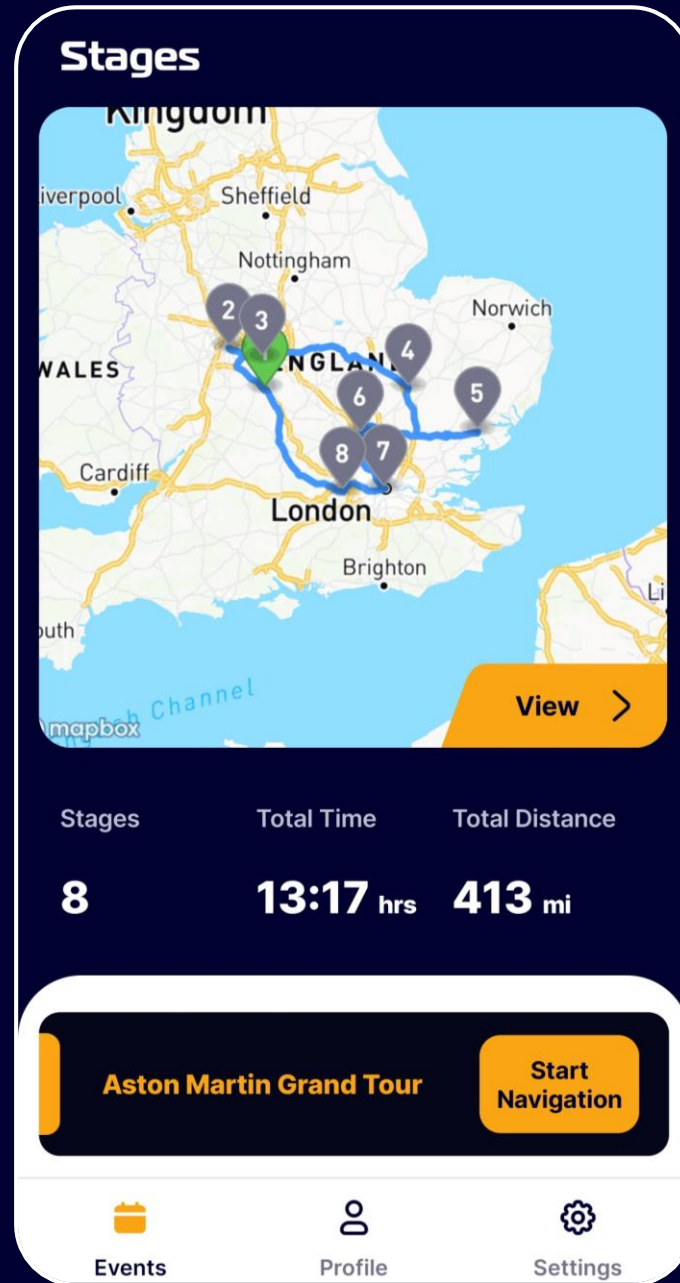 Stages
Kingdom
iverpool
Sheffield
Nottingham
Norwich
2
3
4
WALES
ENGLAN
5
6
8
7
Cardiff
London
Brighton
Li
outh
Channel
mapbox
View
Stages
Total Time
Total Distance
8
13:17 hrs
413 mi
Aston Martin Grand Tour
Start
Navigation
Events
Profile
Settings